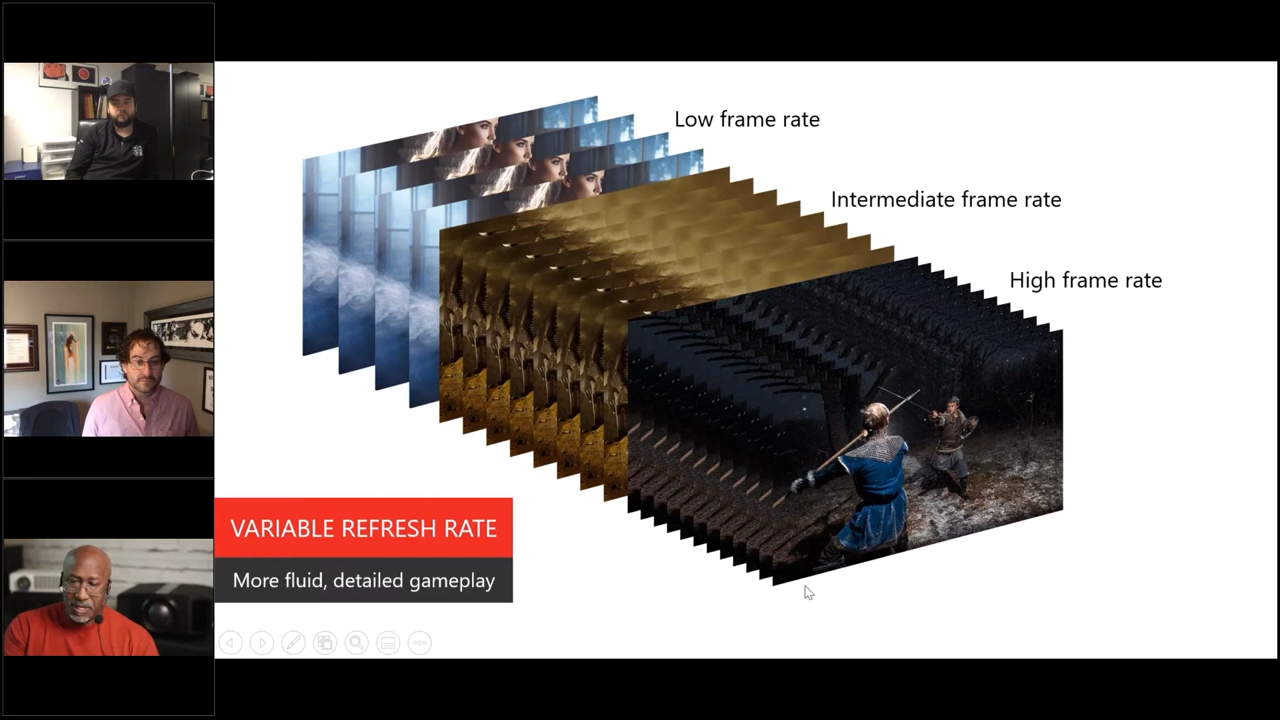 Low frame rate
Intermediate frame rate
High frame rate
VARIABLE REFRESH RATE
More fluid, detailed gameplay